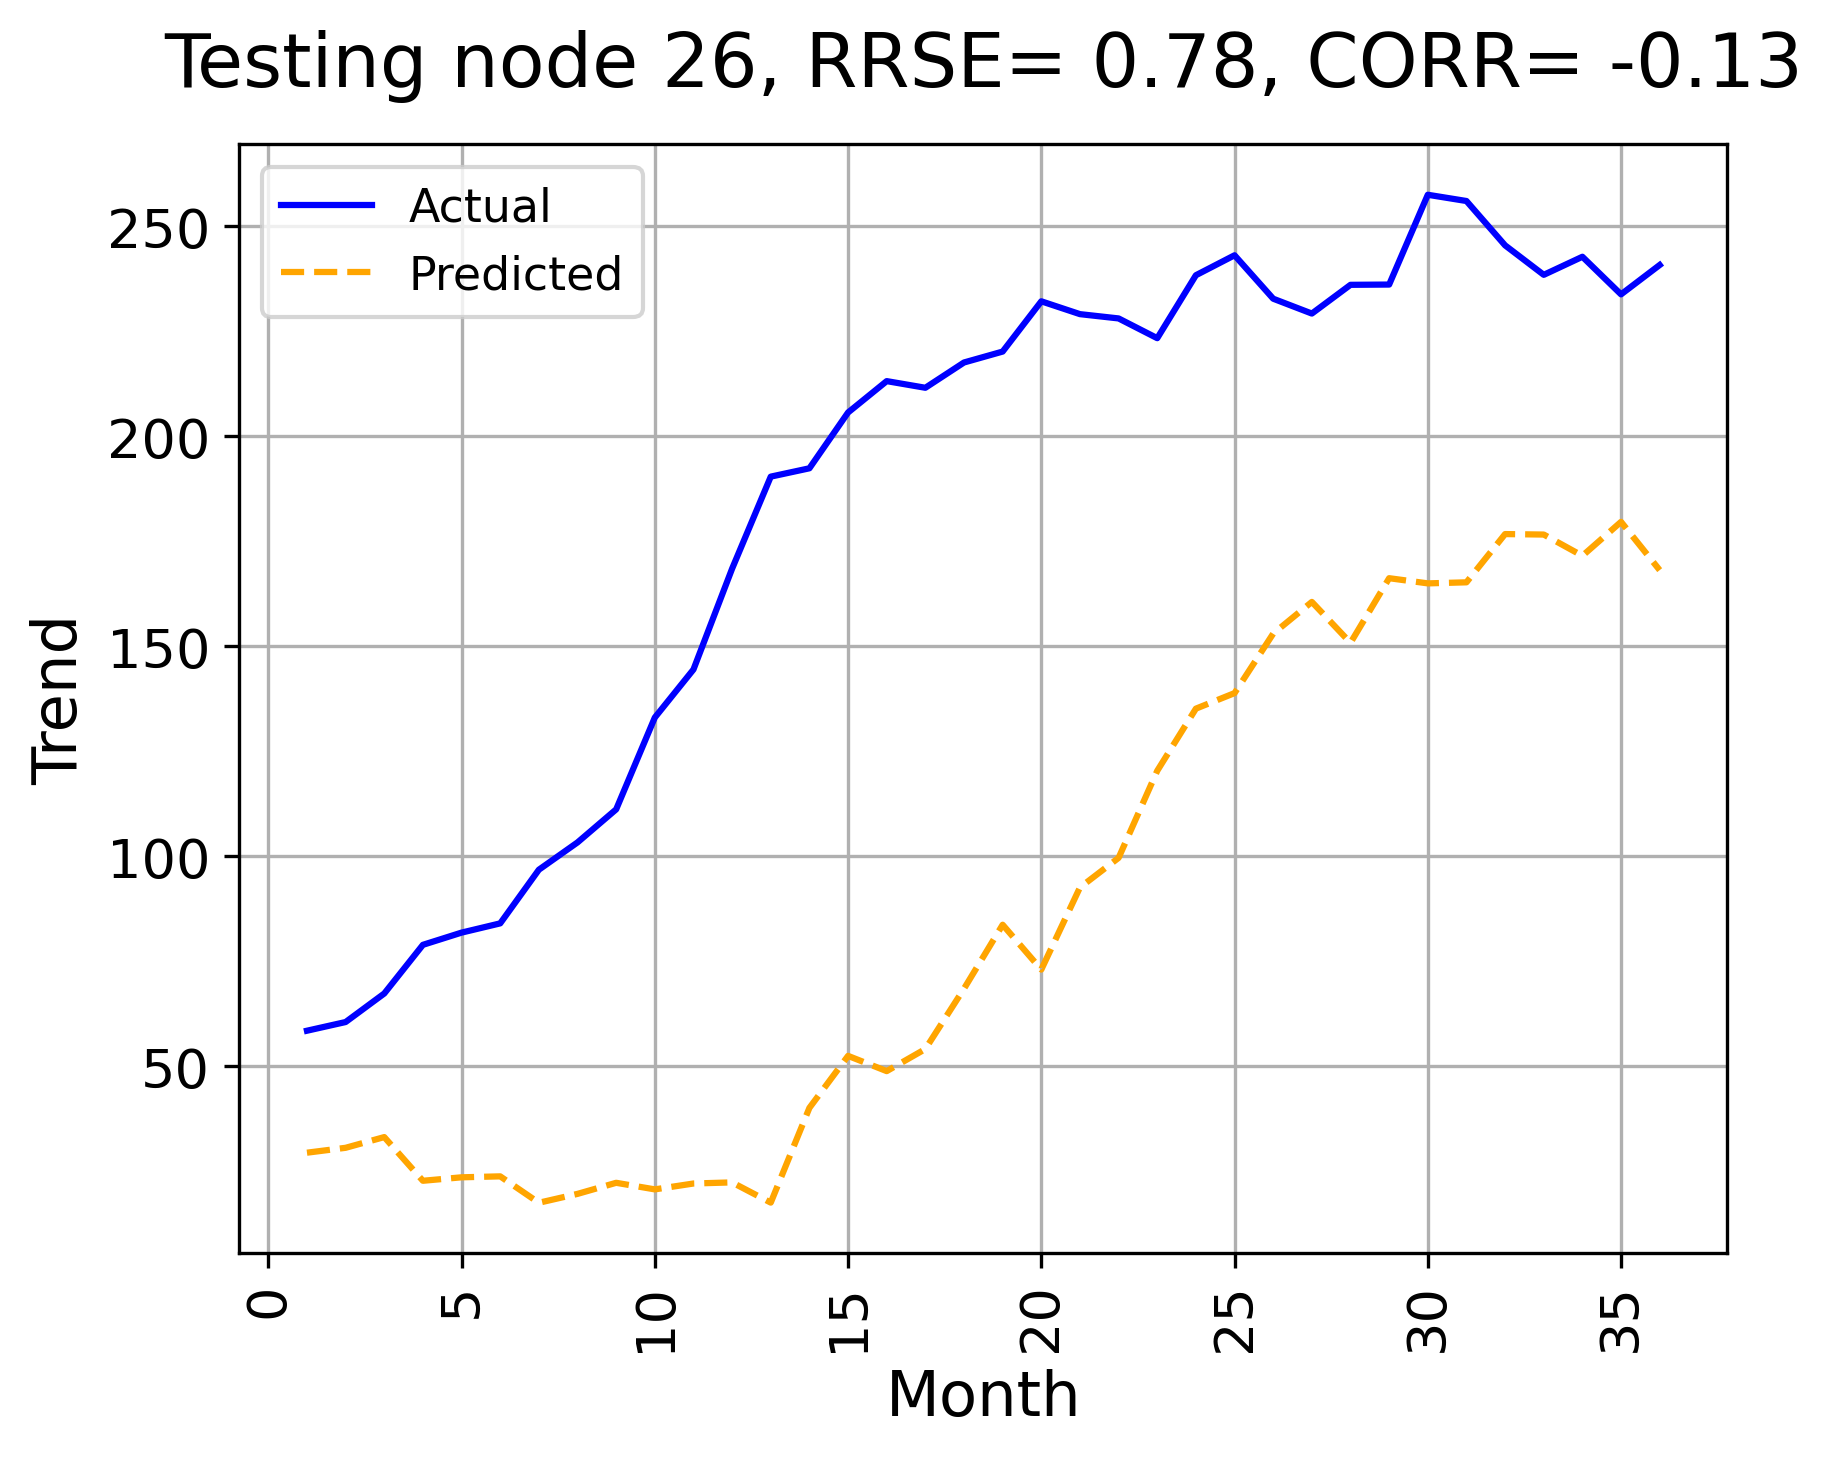 Testing node 26, RRSE= 0.78, CORR= -0.13
Actual
Predicted
Trend
250
200
150
100
50
0
5
10
15
20
25
30
35
Month